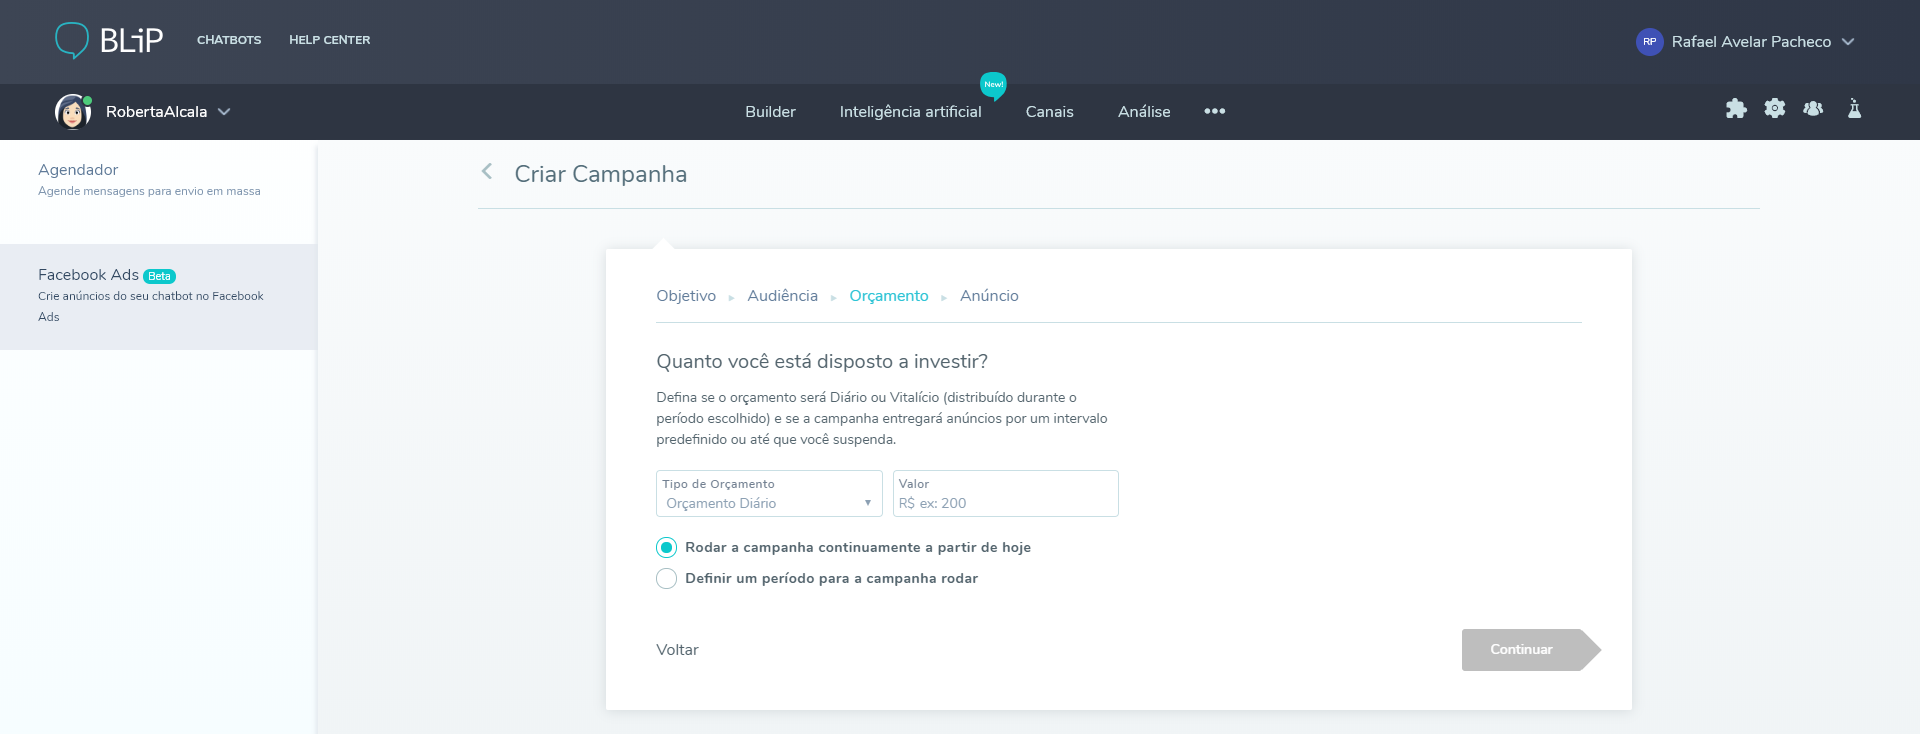 BLiP
CHATBOTS
HELP CENTER
RP
Rafael Avelar Pacheco
RobertaAlcala
Builder
Inteligência artificial
New!
Canais
Análise
Agendador
Agende mensagens para envio em massa
Facebook Ads Beta
Crie anúncios do seu chatbot no Facebook
Ads
Criar Campanha
Objetivo ▸ Audiência ▸ Orçamento ▸ Anúncio
Quanto você está disposto a investir?
Defina se o orçamento será Diário ou Vitalício (distribuído durante o
período escolhido) e se a campanha entregará anúncios por um intervalo
predefinido ou até que você suspenda.
Tipo de Orçamento
Orçamento Diário
Valor
R$ ex: 200
Rodar a campanha continuamente a partir de hoje
Definir um período para a campanha rodar
Voltar
Continuar